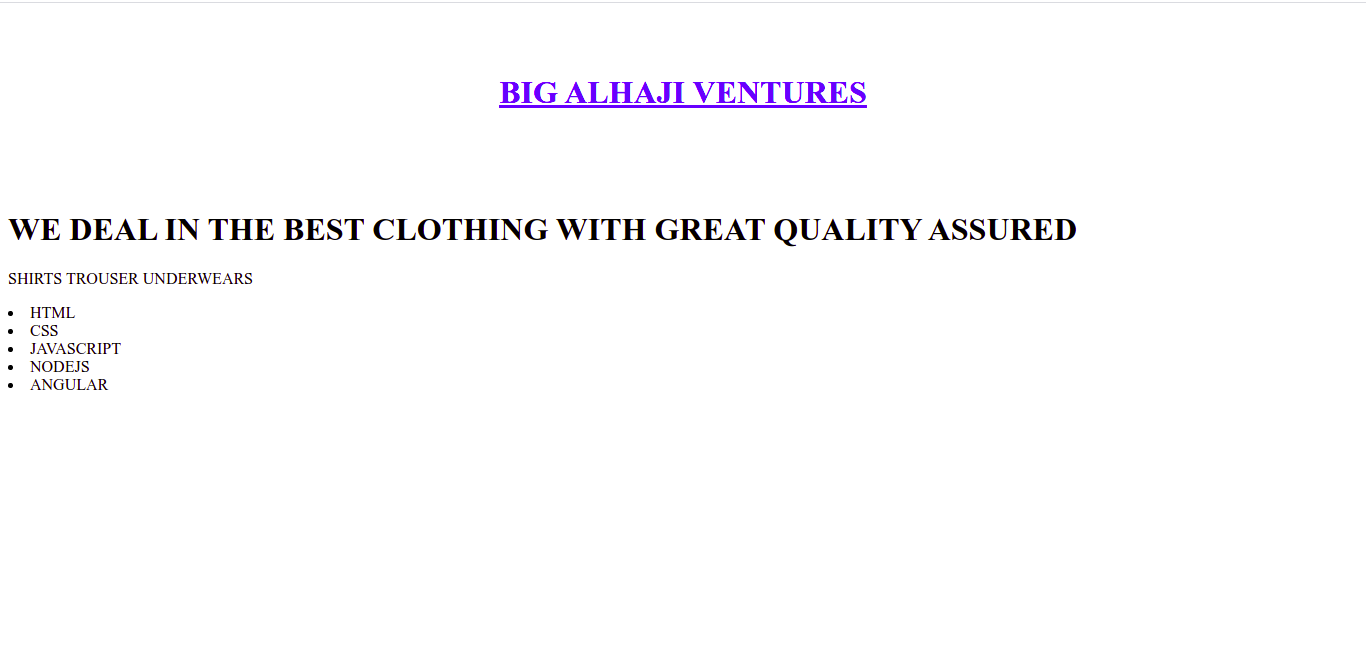 BIG ALHAJI VENTURES
WE DEAL IN THE BEST CLOTHING WITH GREAT QUALITY ASSURED
SHIRTS TROUSER UNDERWEARS
HTML
CSS
JAVASCRIPT
NODEJS
ANGULAR